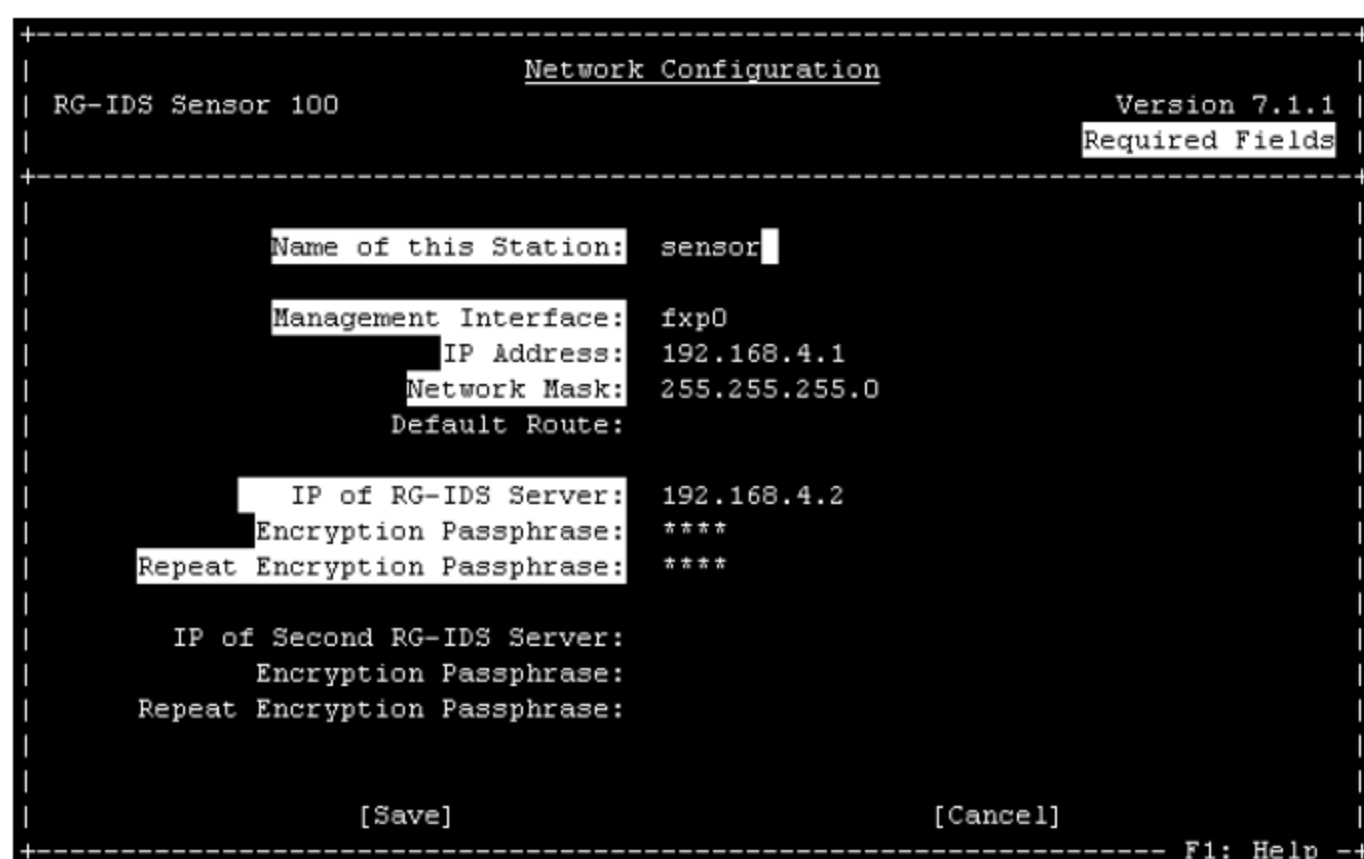 Network Configuration
RG-IDS Sensor 100
Version 7.1.1
Required Fields
Name of this Station: sensor
Management Interface: fxp0
IP Address: 192.168.4.1
Network Mask: 255.255.255.0
Default Route:
IP of RG-IDS Server: 192.168.4.2
Encryption Passphrase: ****
Repeat Encryption Passphrase: ****
IP of Second RG-IDS Server:
Encryption Passphrase:
Repeat Encryption Passphrase:
[Save] [Cancel]
F1: Help